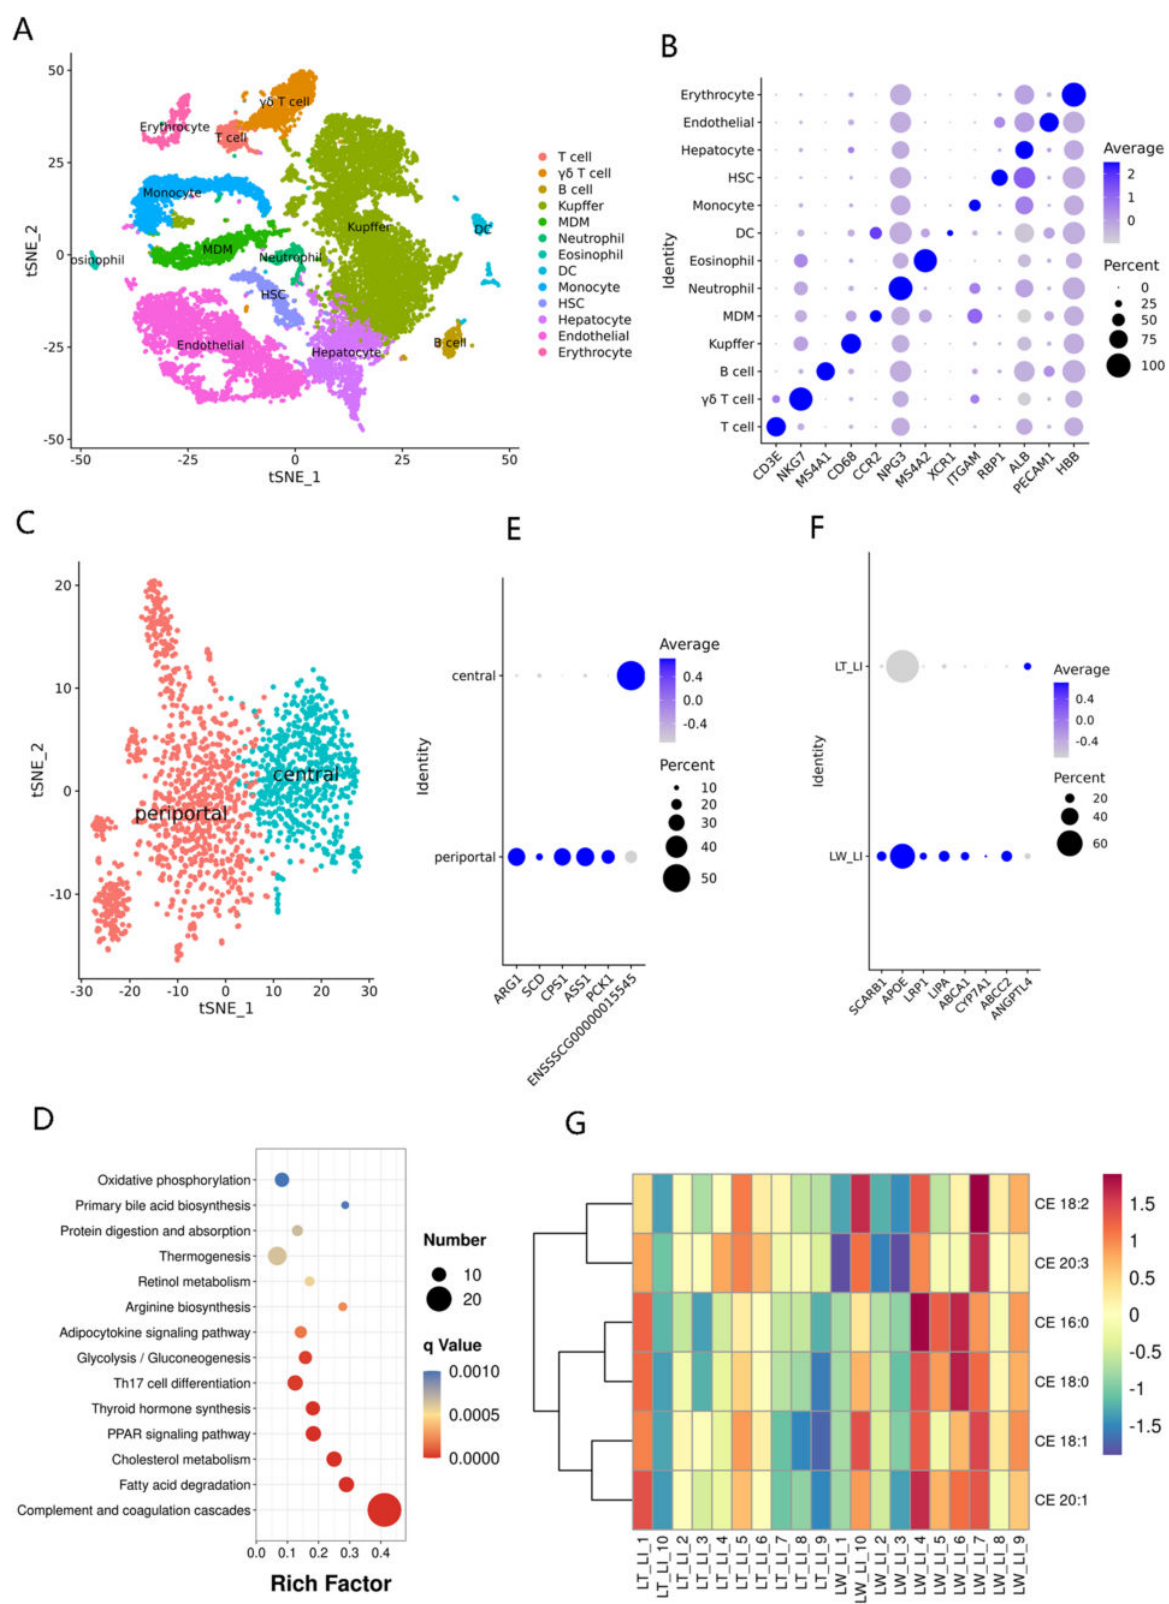 A
50
25
0
-25
-50
tSNE_2
-50
-25
0
25
50
tSNE_1
γδ T cell
Erythrocyte
T cell
Monocyte
Kupffer
DC
MDM
Neutrophil
osinophil
HSC
Endothelial
Hepatocyte
B cell
T cell
γδ T cell
B cell
Kupffer
MDM
Neutrophil
Eosinophil
DC
Monocyte
HSC
Hepatocyte
Endothelial
Erythrocyte
B
Identity
Erythrocyte
Endothelial
Hepatocyte
HSC
Monocyte
DC
Eosinophil
Neutrophil
MDM
Kupffer
B cell
γδ T cell
T cell
CD3E
NKG7
MS4A1
CD68
CCR2
NPG3
MS4A2
XCR1
ITGAM
RBP1
ALB
PECAM1
HBB
Average
2
1
0
Percent
0
25
50
75
100
C
20
10
0
-10
tSNE_2
-30
-20
-10
0
10
20
30
tSNE_1
periportal
central
E
Identity
central
periportal
ARG1
SCD
CPS1
ASS1
PCK1
ENSSSCG00000015545
Average
0.4
0.0
-0.4
Percent
10
20
30
40
50
F
Identity
LT_LI
LW_LI
SCARB1
APOE
LRP1
LIPA
ABCA1
CYP7A1
ABCC2
ANGPTL4
Average
0.4
0.0
-0.4
Percent
20
40
60
D
Oxidative phosphorylation
Primary bile acid biosynthesis
Protein digestion and absorption
Thermogenesis
Retinol metabolism
Arginine biosynthesis
Adipocytokine signaling pathway
Glycolysis / Gluconeogenesis
Th17 cell differentiation
Thyroid hormone synthesis
PPAR signaling pathway
Cholesterol metabolism
Fatty acid degradation
Complement and coagulation cascades
0.0
0.1
0.2
0.3
0.4
Rich Factor
Number
10
20
q Value
0.0010
0.0005
0.0000
G
CE 18:2
CE 20:3
CE 16:0
CE 18:0
CE 18:1
CE 20:1
LT_LI_1
LT_LI_10
LT_LI_2
LT_LI_3
LT_LI_4
LT_LI_5
LT_LI_6
LT_LI_7
LT_LI_8
LT_LI_9
LW_LI_1
LW_LI_10
LW_LI_2
LW_LI_3
LW_LI_4
LW_LI_5
LW_LI_6
LW_LI_7
LW_LI_8
LW_LI_9
1.5
1
0.5
0
-0.5
-1
-1.5